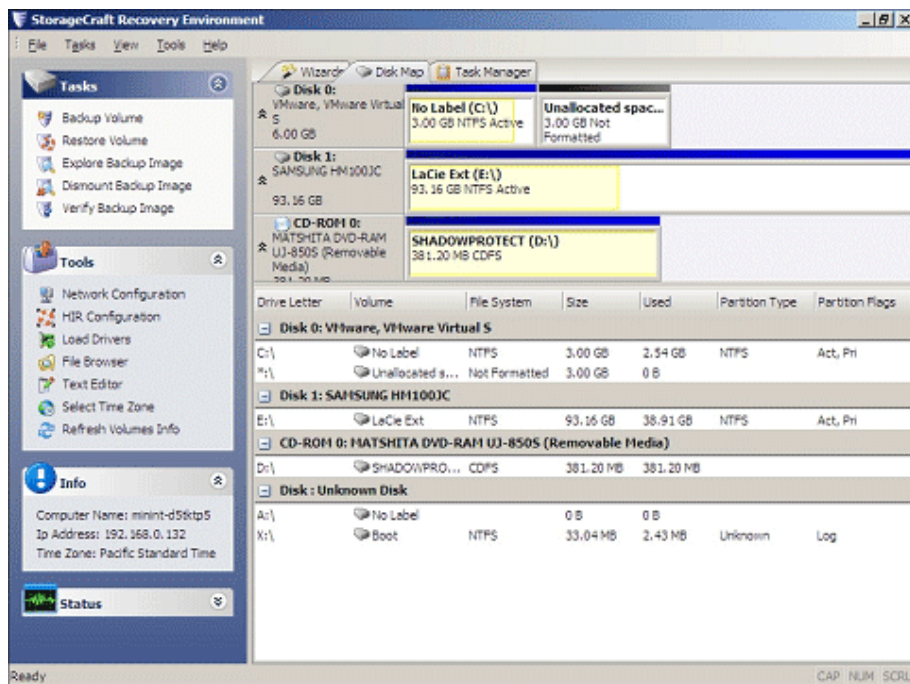 StorageCraft Recovery Environment
File Tasks View Tools Help
Tasks
Backup Volume
Restore Volume
Explore Backup Image
Dismount Backup Image
Verify Backup Image
Tools
Network Configuration
HIR Configuration
Load Drivers
File Browser
Text Editor
Select Time Zone
Refresh Volumes Info
Info
Computer Name: minint-d5tktp5
Ip Address: 192.168.0.132
Time Zone: Pacific Standard Time
Status
Wizards Disk Map Task Manager
Disk 0:
VMware, VMware Virtual
S
6.00 GB
No Label (C:\)
3.00 GB NTFS Active
Unallocated spac...
3.00 GB Not
Formatted
Disk 1:
SAMSUNG HM100JC
93.16 GB
LaCie Ext (E:\)
93.16 GB NTFS Active
CD-ROM 0:
MATSHITA DVD-RAM
UJ-850S (Removable
Media)
381.20 MB
SHADOWPROTECT (D:\)
381.20 MB CDFS
Drive Letter Volume File System Size Used Partition Type Partition Flags
Disk 0: VMware, VMware Virtual S
C:\ No Label NTFS 3.00 GB 2.54 GB NTFS Act, Pri
*:\ Unallocated s... Not Formatted 3.00 GB 0 B
Disk 1: SAMSUNG HM100JC
E:\ LaCie Ext NTFS 93.16 GB 38.91 GB NTFS Act, Pri
CD-ROM 0: MATSHITA DVD-RAM UJ-850S (Removable Media)
D:\ SHADOWPRO... CDFS 381.20 MB 381.20 MB
Disk : Unknown Disk
A:\ No Label 0 B 0 B
X:\ Boot NTFS 33.04 MB 2.43 MB Unknown Log
Ready
CAP NUM SCRL